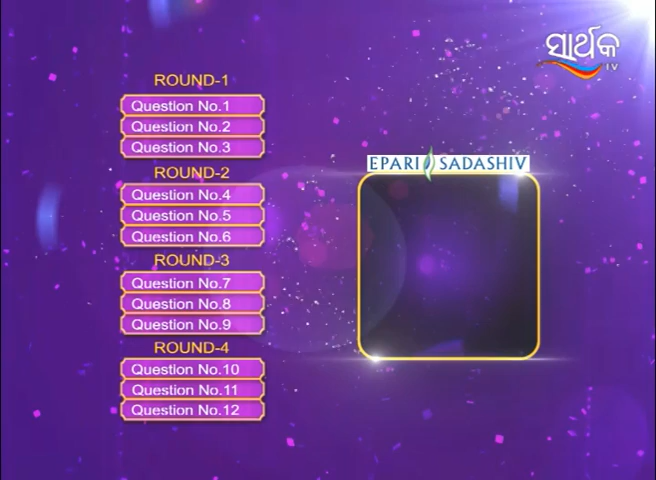 ସାର୍ଥକ
TV
ROUND-1
Question No.1
Question No.2
Question No.3
ROUND-2
Question No.4
Question No.5
Question No.6
ROUND-3
Question No.7
Question No.8
Question No.9
ROUND-4
Question No.10
Question No.11
Question No.12
EPARI SADASHIV